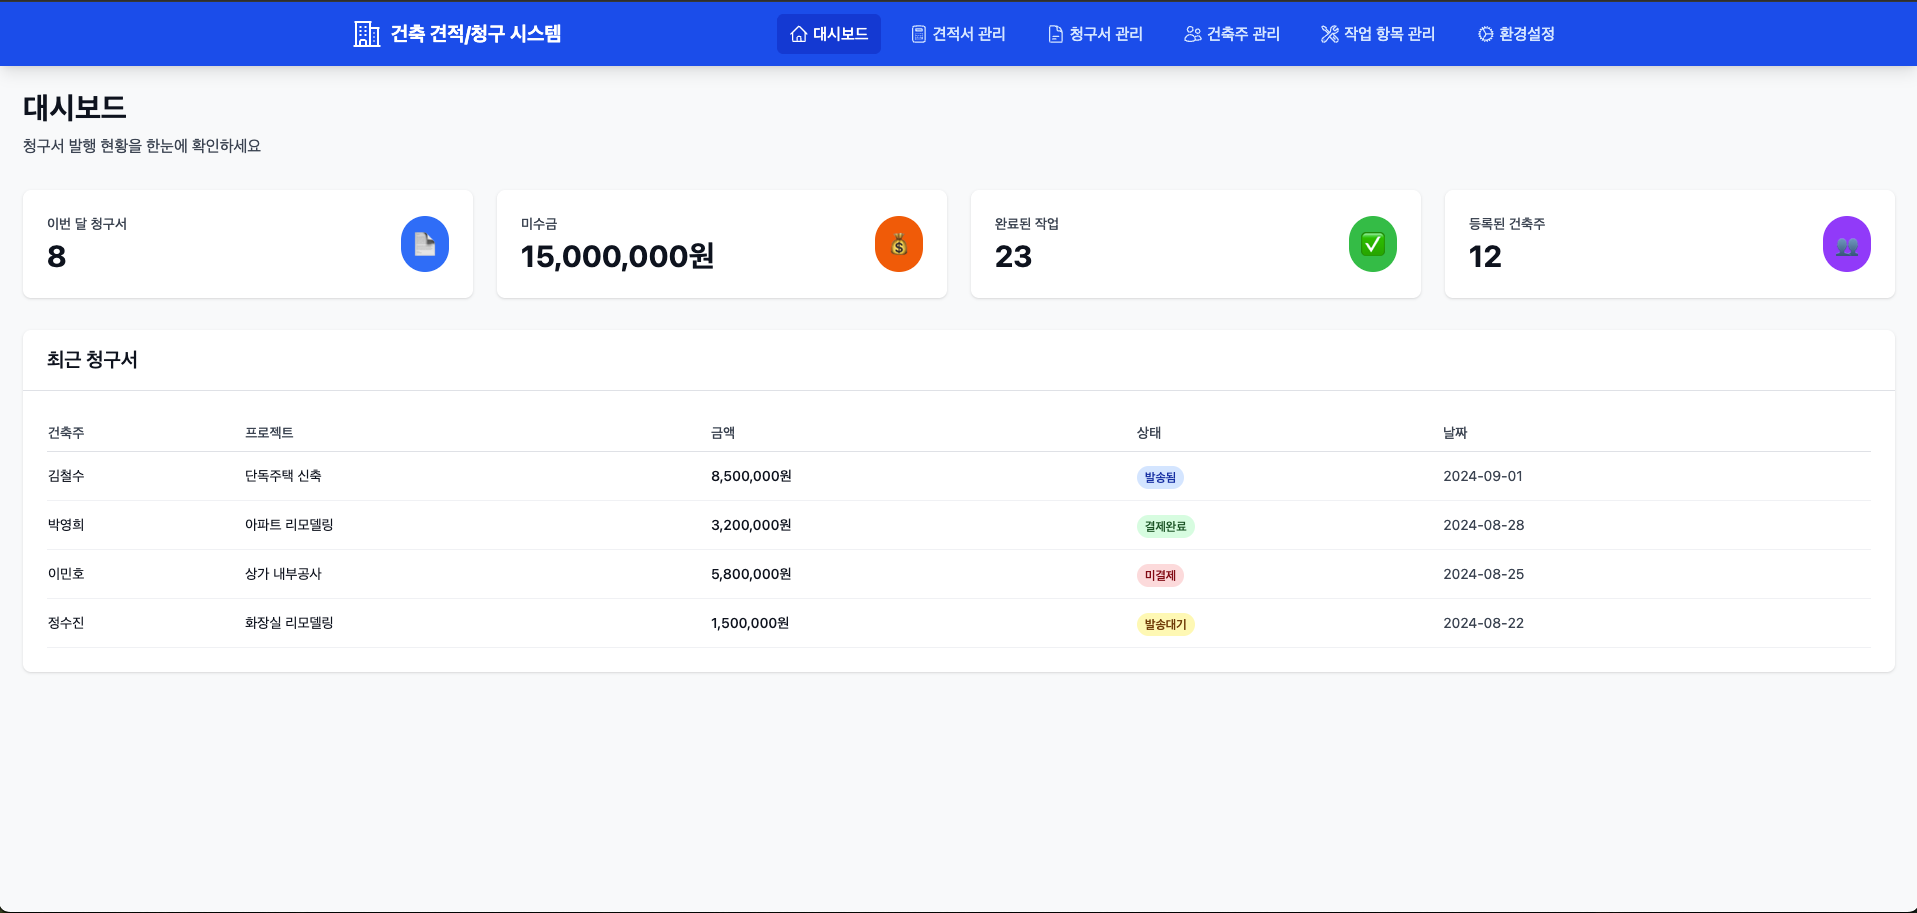 건축 견적/청구 시스템 대시보드 견적서 관리 청구서 관리 건축주 관리 작업 항목 관리 환경설정
대시보드
청구서 발행 현황을 한눈에 확인하세요
이번 달 청구서
8
미수금
15,000,000원
완료된 작업
23
등록된 건축주
12
최근 청구서
건축주 프로젝트 금액 상태 날짜
김철수 단독주택 신축 8,500,000원 발송됨 2024-09-01
박영희 아파트 리모델링 3,200,000원 결제완료 2024-08-28
이민호 상가 내부공사 5,800,000원 미결제 2024-08-25
정수진 화장실 리모델링 1,500,000원 발송대기 2024-08-22